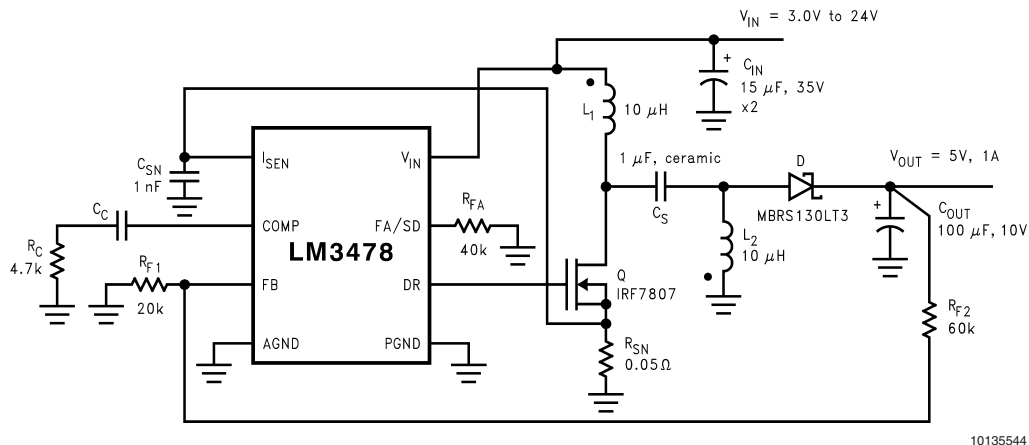 V_IN = 3.0V to 24V
+
C_IN
15 μF, 35V
x2
L_1
10 μH
I_SEN
V_IN
C_SN
1 nF
1 μF, ceramic
C_S
D
MBRS130LT3
V_OUT = 5V, 1A
+
C_OUT
100 μF, 10V
C_C
COMP
FA/SD
R_FA
40k
L_2
10 μH
R_C
4.7k
LM3478
R_F1
20k
FB
DR
Q
IRF7807
R_F2
60k
AGND
PGND
R_SN
0.05Ω
10135544